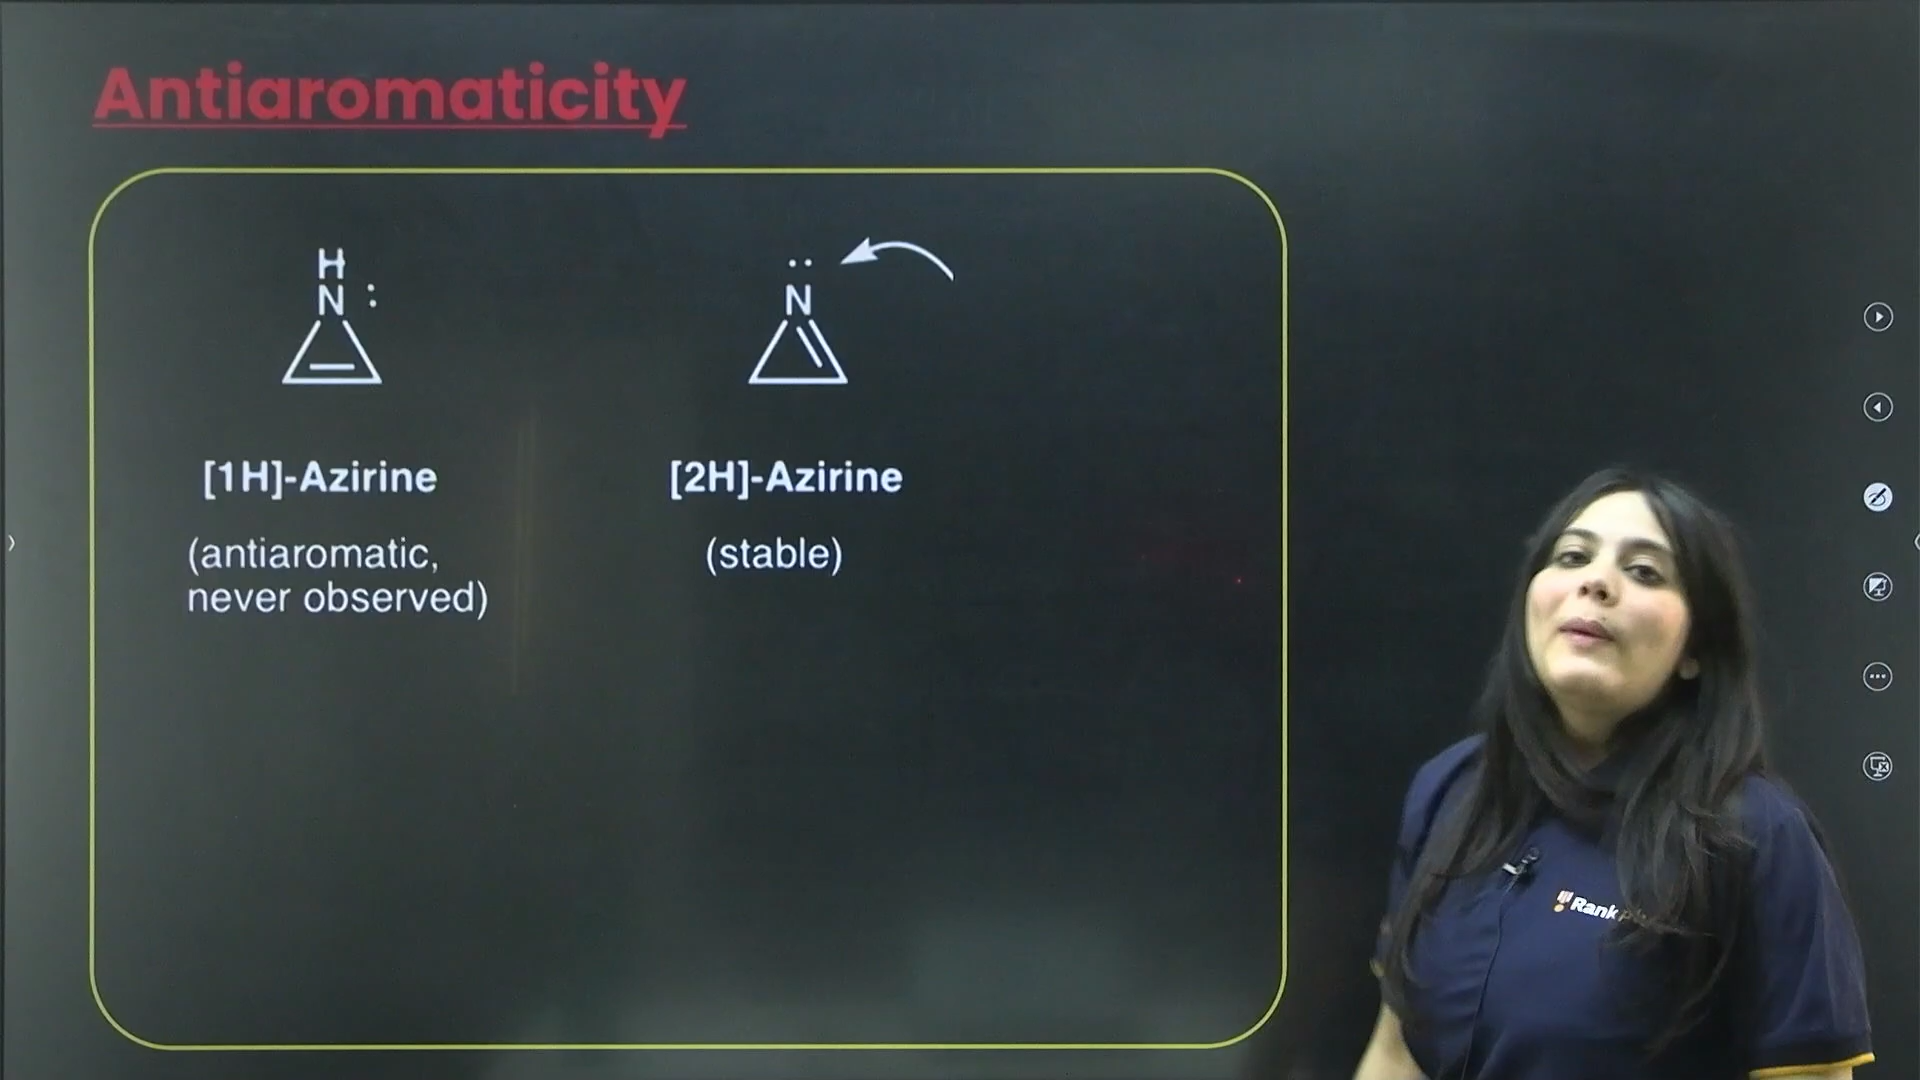 Antiaromaticity
H
N :
..
N
[1H]-Azirine
[2H]-Azirine
(antiaromatic,
never observed)
(stable)
Rank